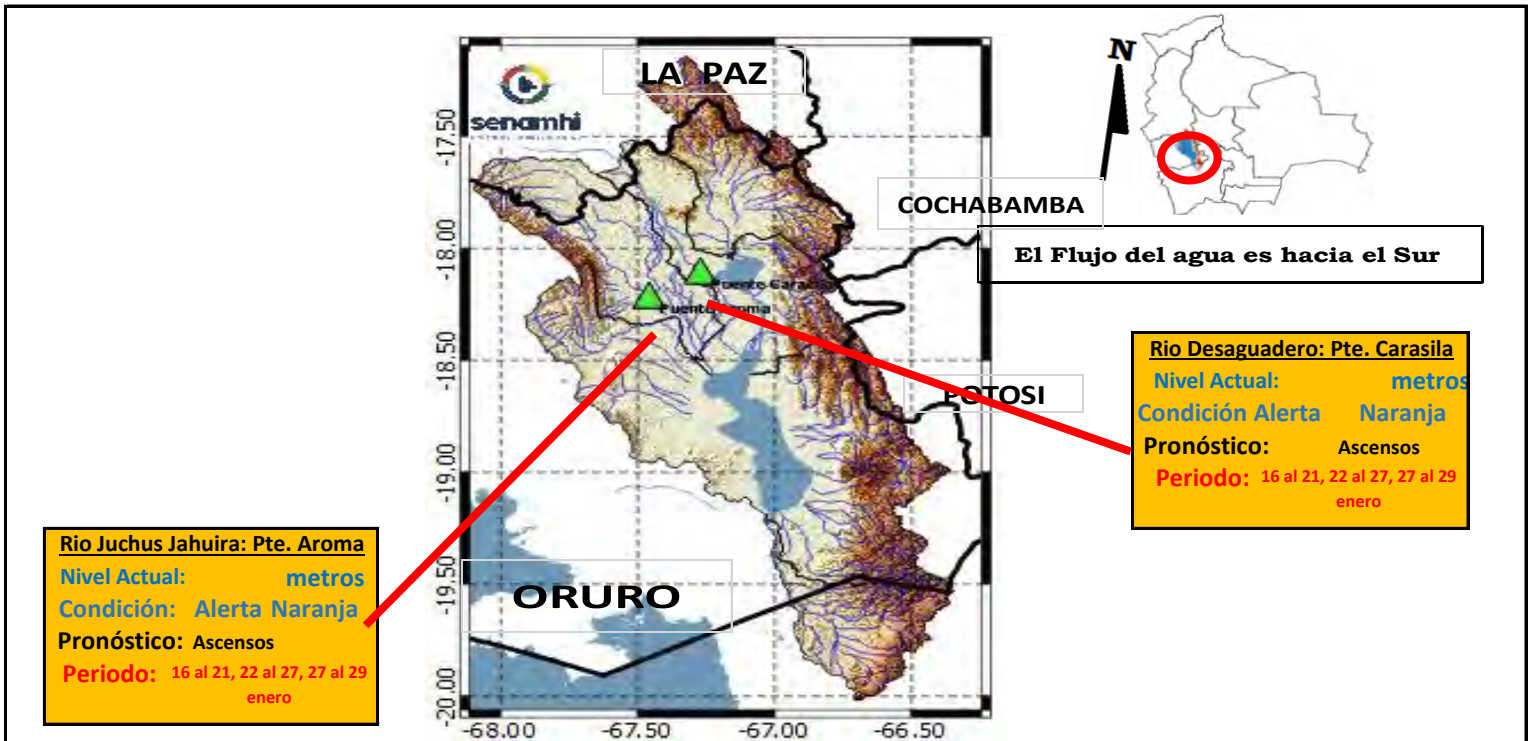 LA PAZ
senamhi
N
COCHABAMBA
El Flujo del agua es hacia el Sur
POTOSI
ORURO
Rio Desaguadero: Pte. Carasila
Nivel Actual: metros
Condición Alerta Naranja
Pronóstico: Ascensos
Periodo: 16 al 21, 22 al 27, 27 al 29
enero
Rio Juchus Jahuira: Pte. Aroma
Nivel Actual: metros
Condición: Alerta Naranja
Pronóstico: Ascensos
Periodo: 16 al 21, 22 al 27, 27 al 29
enero
-17.50
-18.00
-18.50
-19.00
-19.50
-20.00
-68.00 -67.50 -67.00 -66.50